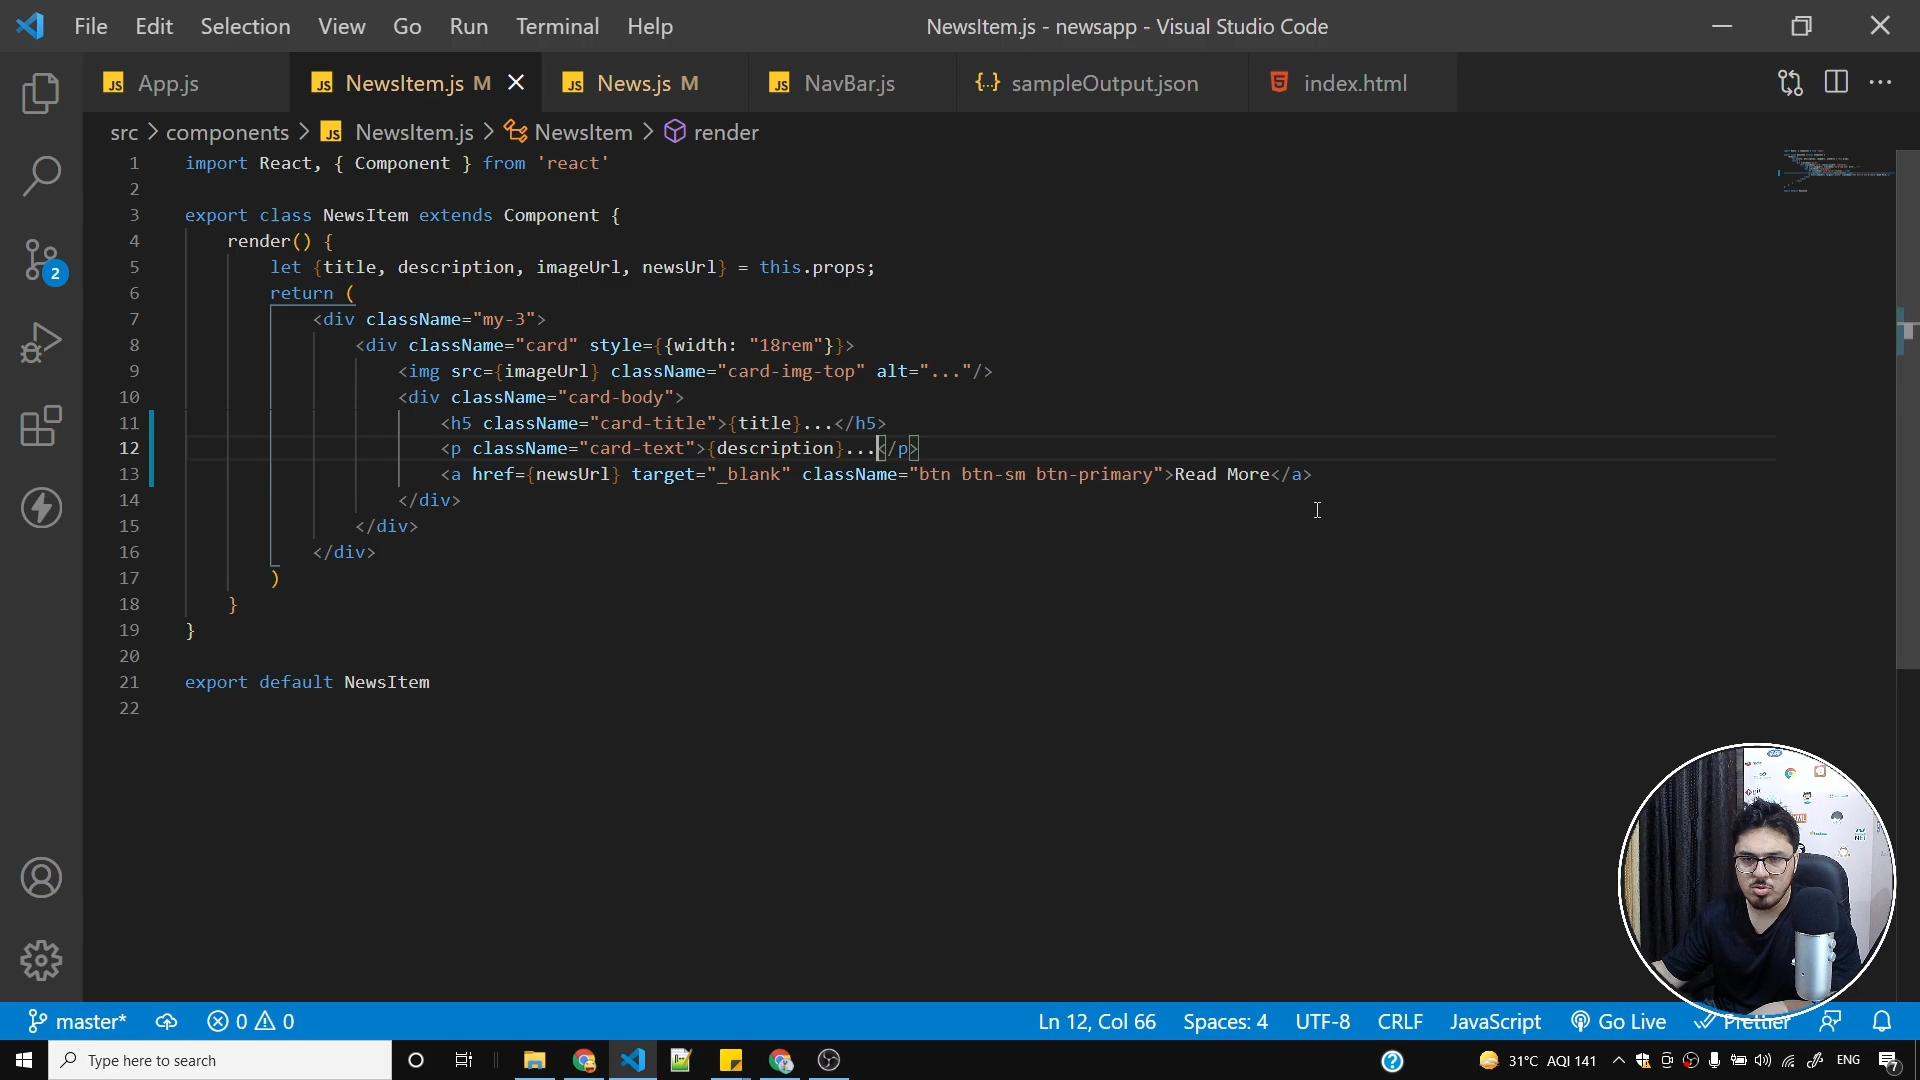 File Edit Selection View Go Run Terminal Help NewsItem.js - newsapp - Visual Studio Code
JS App.js JS NewsItem.js M JS News.js M JS NavBar.js {··} sampleOutput.json index.html
src > components > JS NewsItem.js > NewsItem > render
1 import React, { Component } from 'react'
2
3 export class NewsItem extends Component {
4 render() {
5 let {title, description, imageUrl, newsUrl} = this.props;
6 return (
7 <div className="my-3">
8 <div className="card" style={{width: "18rem"}}>
9 <img src={imageUrl} className="card-img-top" alt="..."/>
10 <div className="card-body">
11 <h5 className="card-title">{title}...</h5>
12 <p className="card-text">{description}...</p>
13 <a href={newsUrl} target="_blank" className="btn btn-sm btn-primary">Read More</a>
14 </div>
15 </div>
16 </div>
17 )
18 }
19 }
20
21 export default NewsItem
22
2
master* 0 0 Ln 12, Col 66 Spaces: 4 UTF-8 CRLF JavaScript Go Live Prettier
Type here to search 31°C AQI 141 ENG 7